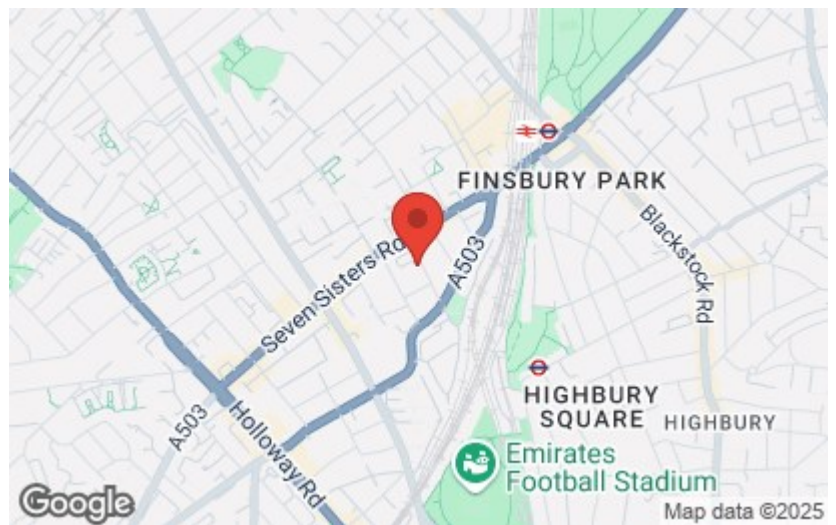 FINSBURY PARK
Seven Sisters Rd
A503
Blackstock Rd
HIGHBURY
SQUARE
HIGHBURY
A503
Holloway Rd
Emirates
Football Stadium
Google
Map data ©2025